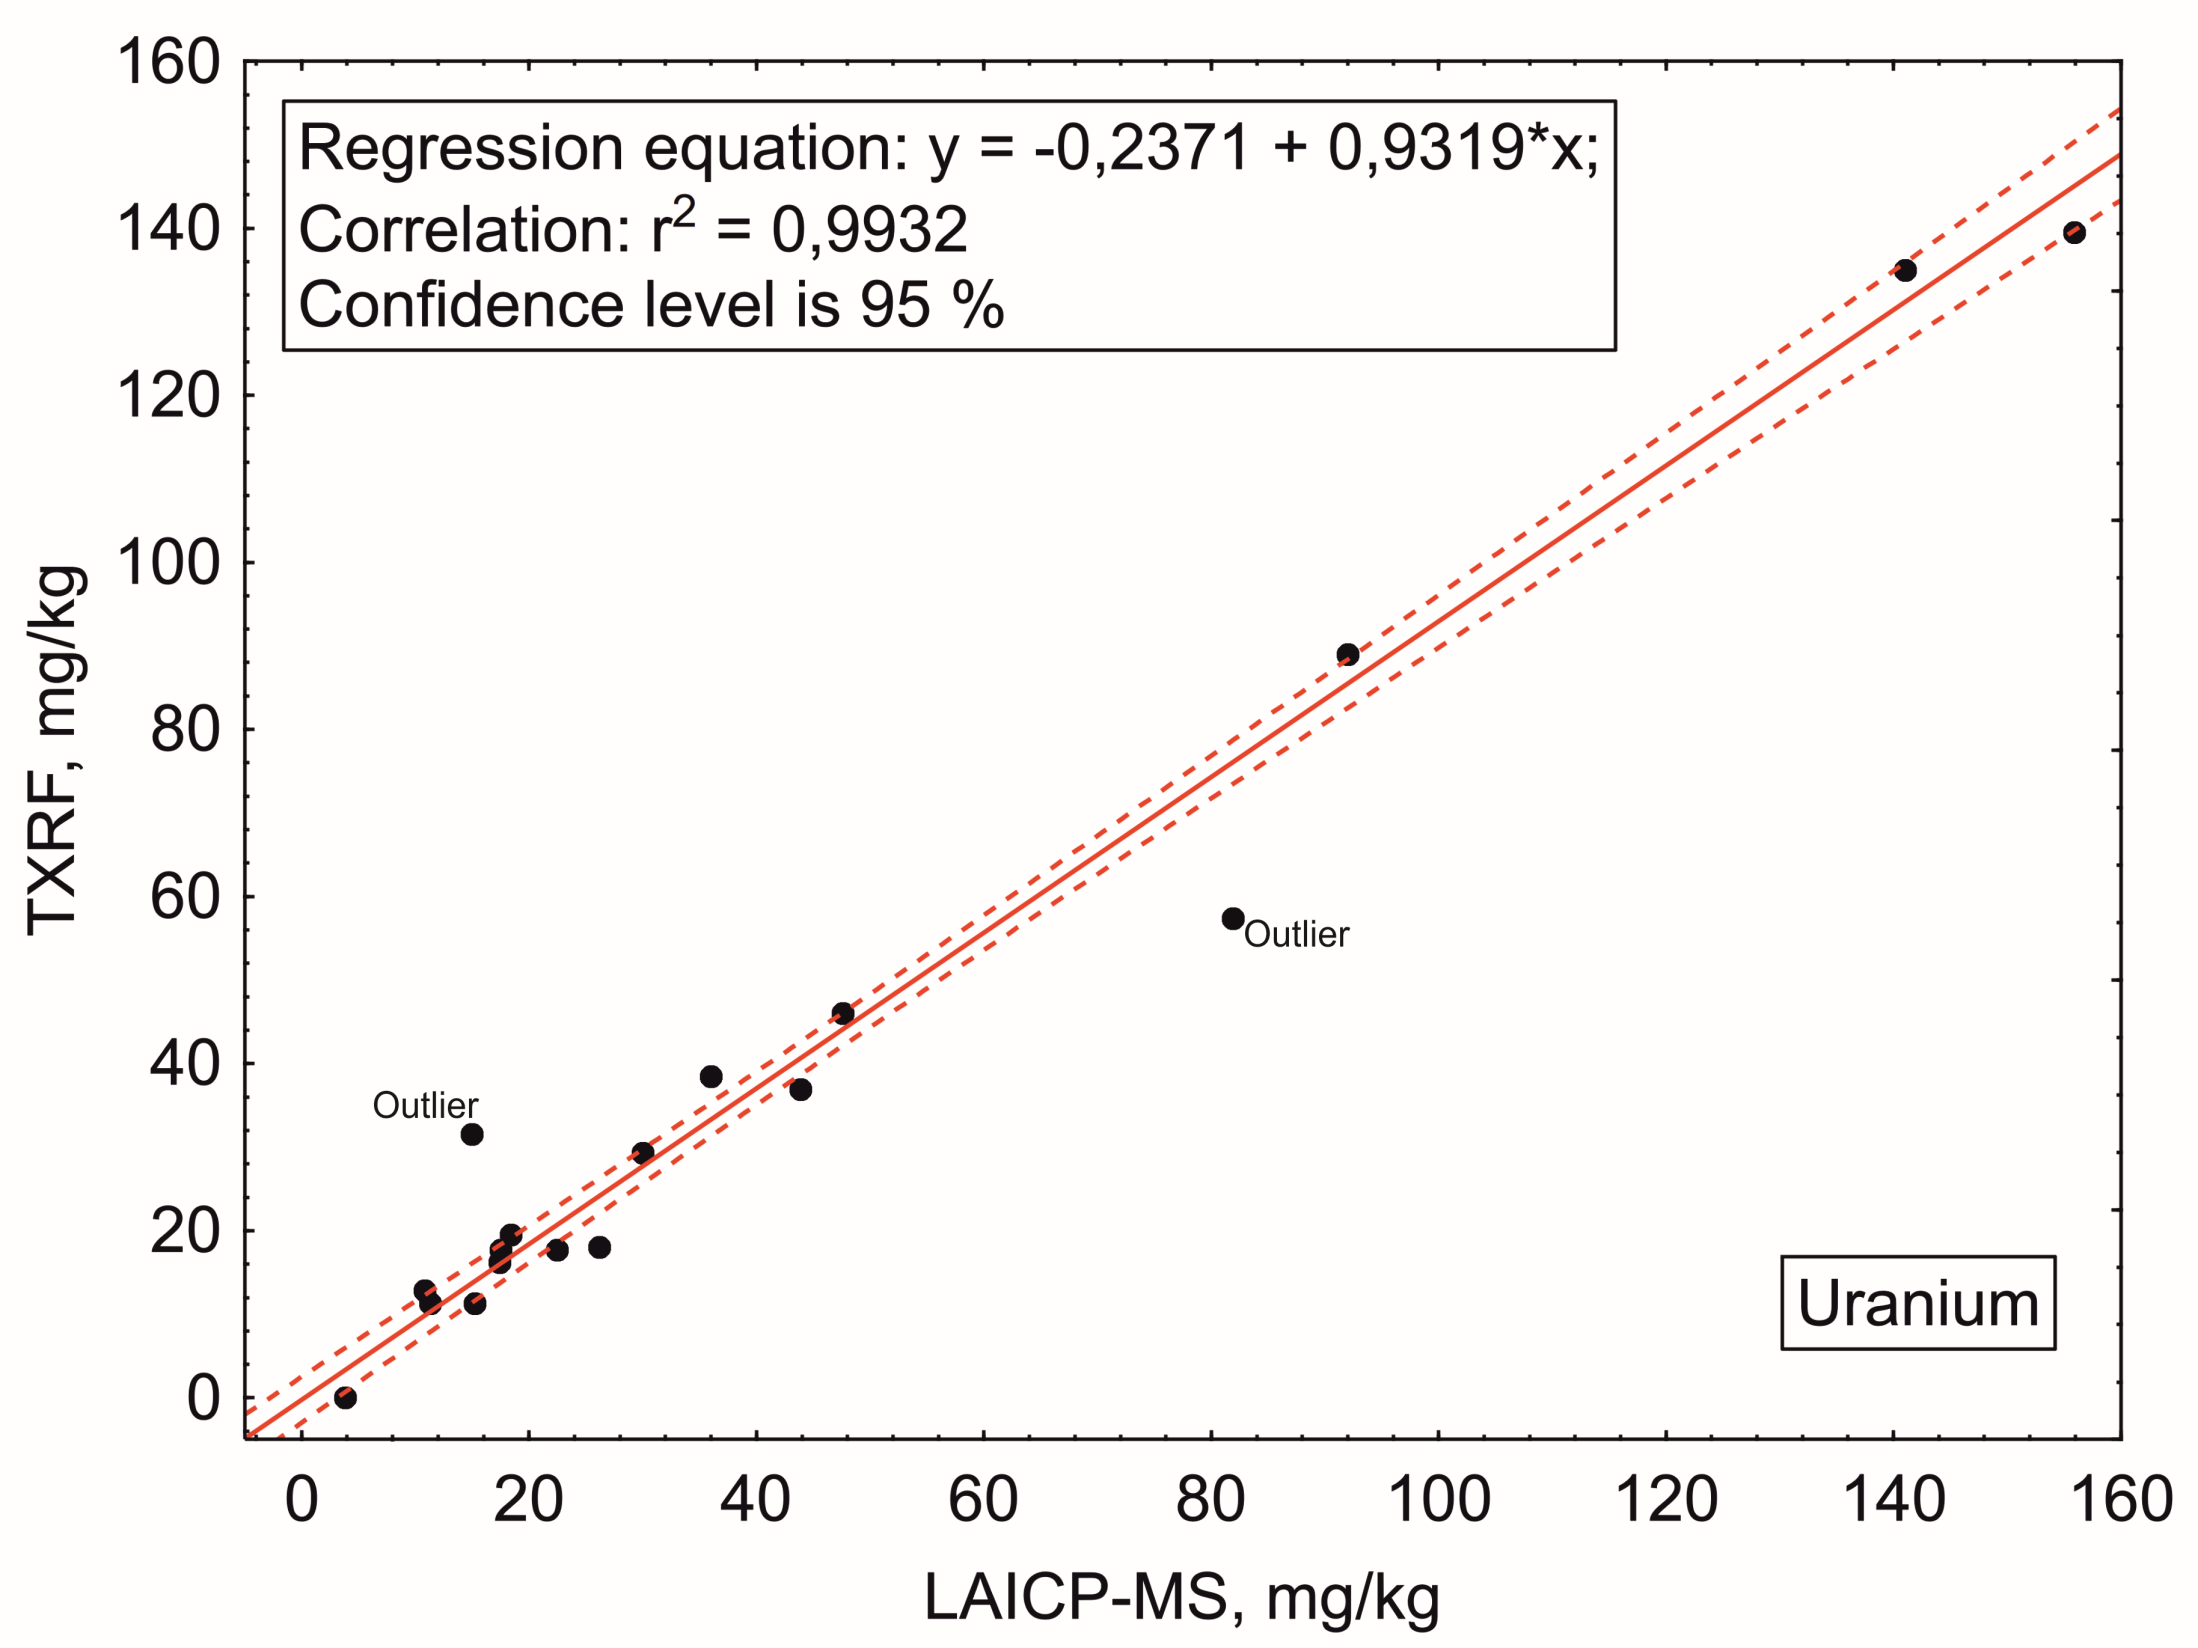 160
140
120
100
80
60
40
20
0
TXRF, mg/kg
Regression equation: y = -0,2371 + 0,9319*x;
Correlation: r² = 0,9932
Confidence level is 95 %
Outlier
Outlier
Uranium
0 20 40 60 80 100 120 140 160
LAICP-MS, mg/kg